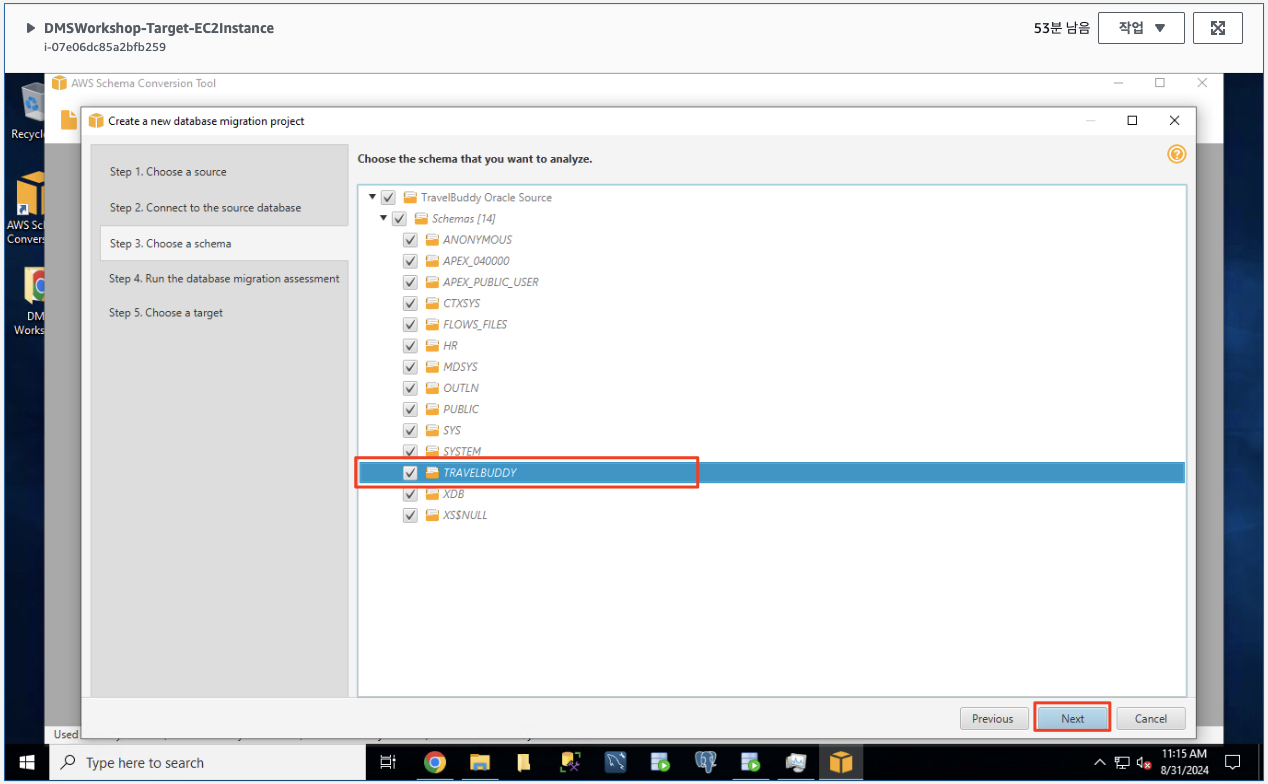 DMSWorkshop-Target-EC2Instance
i-07e06dc85a2bfb259
53분 남음
작업
AWS Schema Conversion Tool
Recycl
AWS Sc
Conver
DM
Works
Create a new database migration project
Step 1. Choose a source
Step 2. Connect to the source database
Step 3. Choose a schema
Step 4. Run the database migration assessment
Step 5. Choose a target
Choose the schema that you want to analyze.
TravelBuddy Oracle Source
Schemas [14]
ANONYMOUS
APEX_040000
APEX_PUBLIC_USER
CTXSYS
FLOWS_FILES
HR
MDSYS
OUTLN
PUBLIC
SYS
SYSTEM
TRAVELBUDDY
XDB
XS$NULL
Previous
Next
Cancel
Used
Type here to search
11:15 AM
8/31/2024